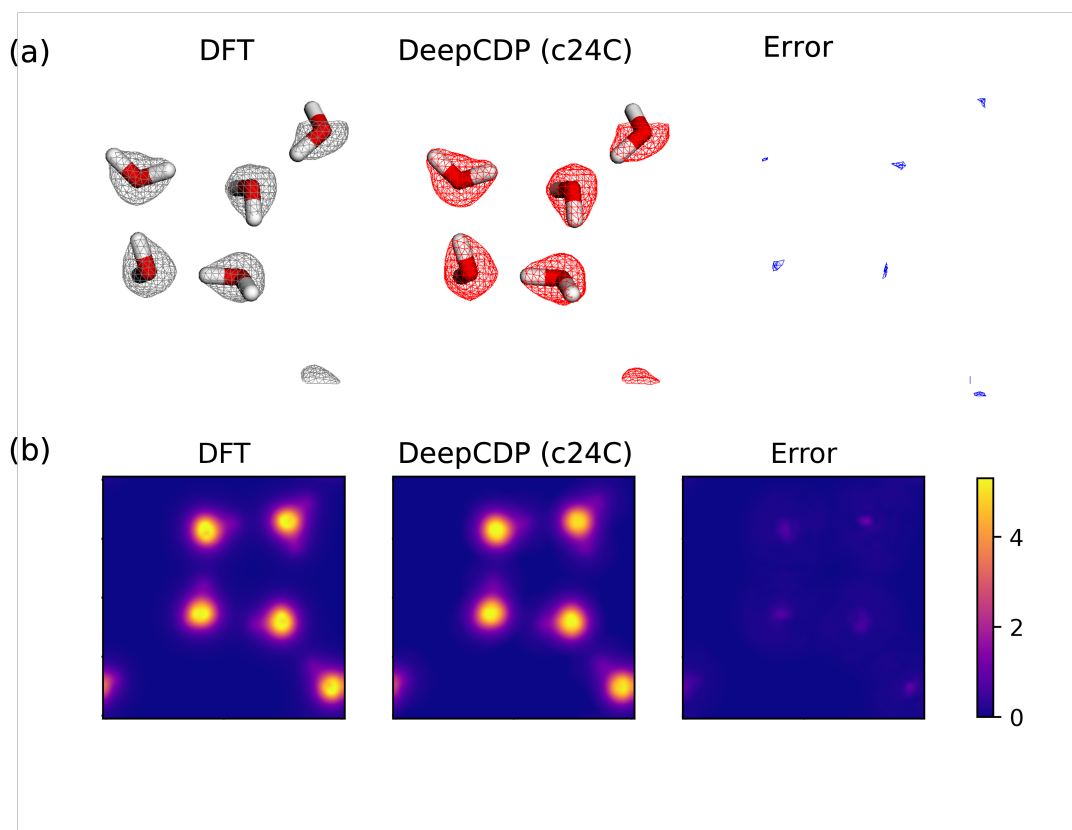 (a)
DFT DeepCDP (c24C) Error
(b)
DFT DeepCDP (c24C) Error
4
2
0